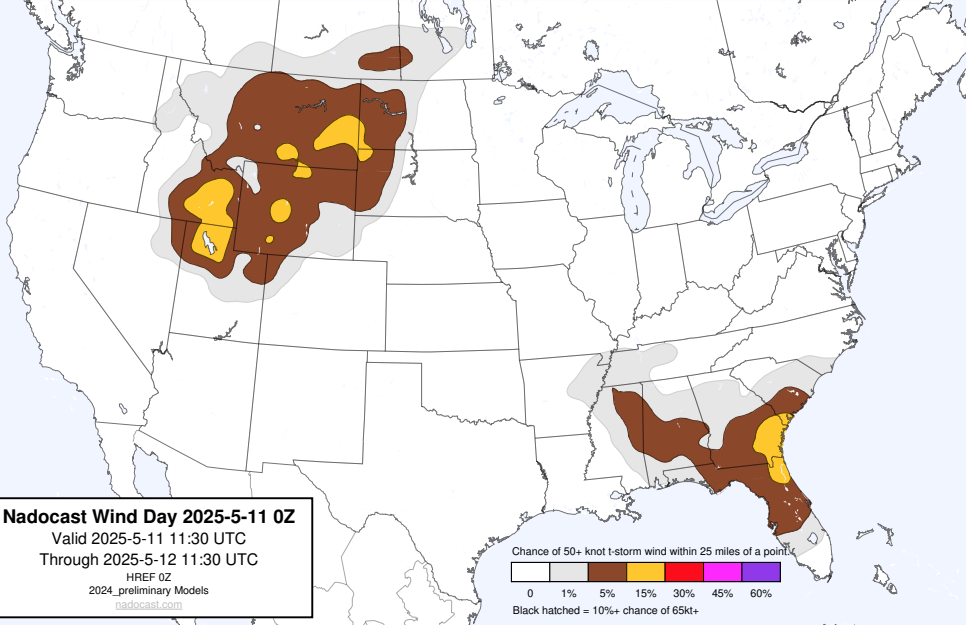 Nadocast Wind Day 2025-5-11 0Z
Valid 2025-5-11 11:30 UTC
Through 2025-5-12 11:30 UTC
HREF 0Z
2024_preliminary Models
nadocast.com
Chance of 50+ knot t-storm wind within 25 miles of a point.
0 1% 5% 15% 30% 45% 60%
Black hatched = 10%+ chance of 65kt+